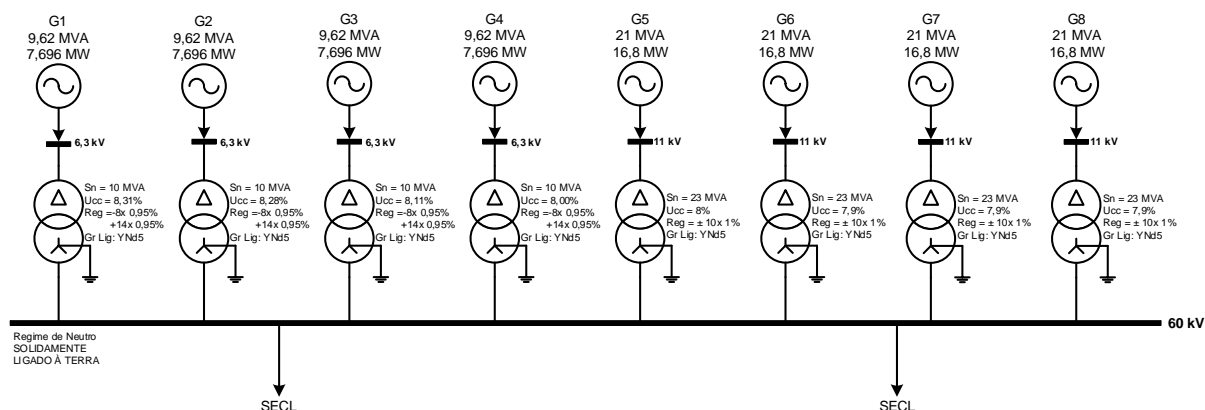 G1
9,62 MVA
7,696 MW
G2
9,62 MVA
7,696 MW
G3
9,62 MVA
7,696 MW
G4
9,62 MVA
7,696 MW
G5
21 MVA
16,8 MW
G6
21 MVA
16,8 MW
G7
21 MVA
16,8 MW
G8
21 MVA
16,8 MW
6,3 kV
6,3 kV
6,3 kV
6,3 kV
11 kV
11 kV
11 kV
11 kV
Sn = 10 MVA
Ucc = 8,31%
Reg =-8x 0,95%
+14x 0,95%
Gr Lig: YNd5
Sn = 10 MVA
Ucc = 8,28%
Reg =-8x 0,95%
+14x 0,95%
Gr Lig: YNd5
Sn = 10 MVA
Ucc = 8,11%
Reg =-8x 0,95%
+14x 0,95%
Gr Lig: YNd5
Sn = 10 MVA
Ucc = 8,00%
Reg =-8x 0,95%
+14x 0,95%
Gr Lig: YNd5
Sn = 23 MVA
Ucc = 8%
Reg = ± 10x 1%
Gr Lig: YNd5
Sn = 23 MVA
Ucc = 7,9%
Reg = ± 10x 1%
Gr Lig: YNd5
Sn = 23 MVA
Ucc = 7,9%
Reg = ± 10x 1%
Gr Lig: YNd5
Sn = 23 MVA
Ucc = 7,9%
Reg = ± 10x 1%
Gr Lig: YNd5
60 kV
Regime de Neutro
SOLIDAMENTE
LIGADO À TERRA
SECL
SECL